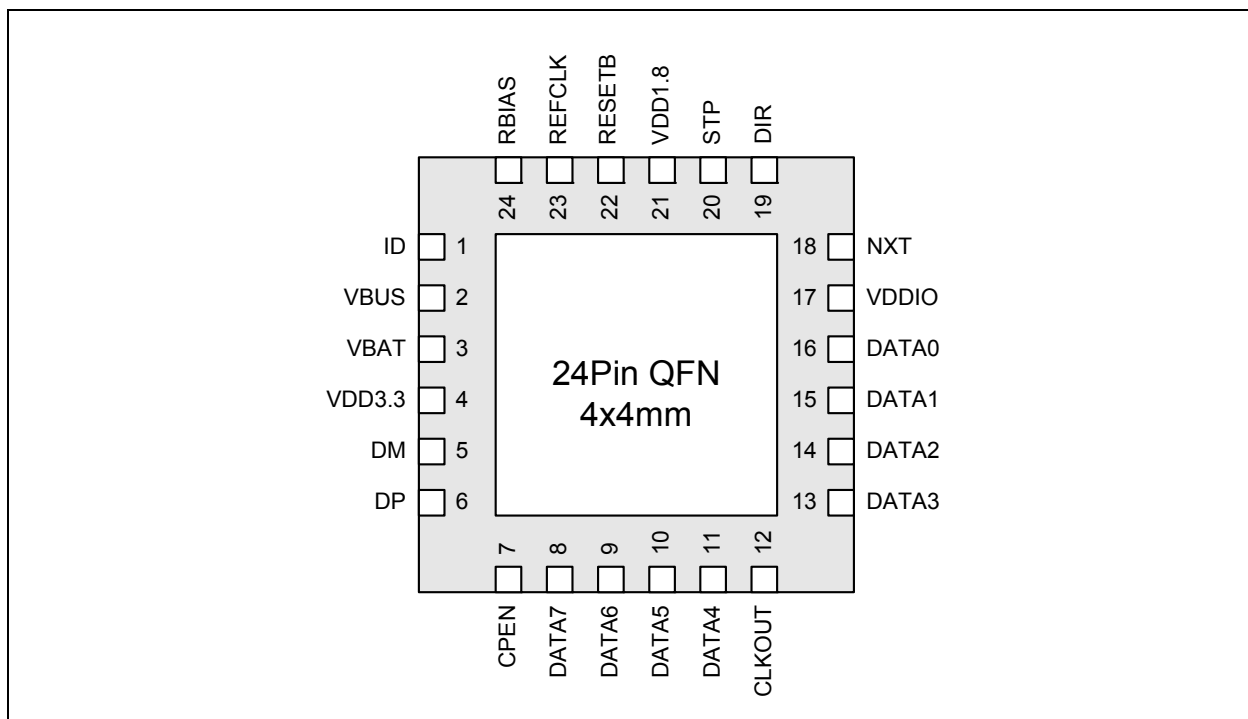 RBIAS
REFCLK
RESETB
VDD1.8
STP
DIR
24
23
22
21
20
19
ID 1
VBUS 2
VBAT 3
VDD3.3 4
DM 5
DP 6
24Pin QFN
4x4mm
18 NXT
17 VDDIO
16 DATA0
15 DATA1
14 DATA2
13 DATA3
7
8
9
10
11
12
CPEN
DATA7
DATA6
DATA5
DATA4
CLKOUT